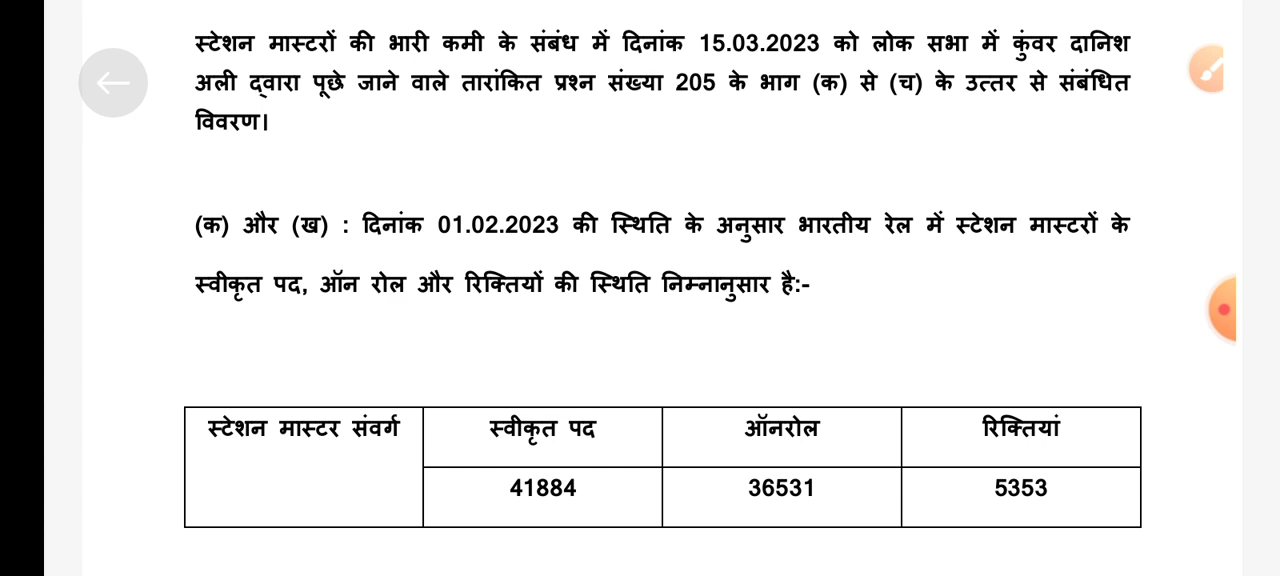 स्टेशन मास्टरों की भारी कमी के संबंध में दिनांक 15.03.2023 को लोक सभा में कुंवर दानिश
अली द्वारा पूछे जाने वाले तारांकित प्रश्न संख्या 205 के भाग (क) से (च) के उत्तर से संबंधित
विवरण।
(क) और (ख) : दिनांक 01.02.2023 की स्थिति के अनुसार भारतीय रेल में स्टेशन मास्टरों के
स्वीकृत पद, ऑन रोल और रिक्तियों की स्थिति निम्नानुसार है:-
स्टेशन मास्टर संवर्ग स्वीकृत पद ऑनरोल रिक्तियां
41884 36531 5353